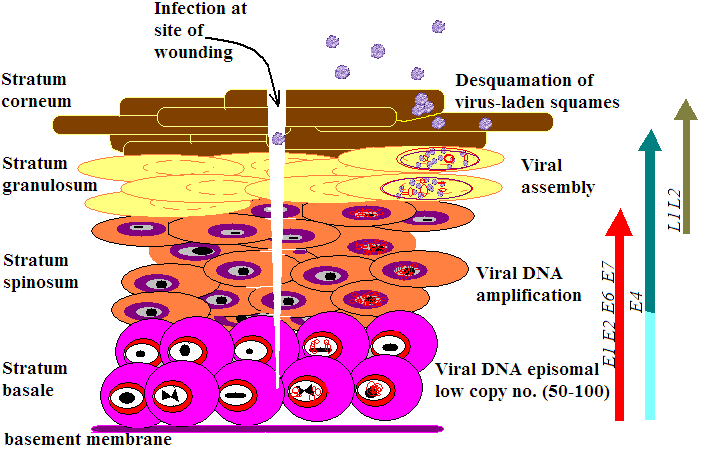 Infection at
site of
wounding
Stratum
corneum
Desquamation of
virus-laden squames
Stratum
granulosum
Viral
assembly
Stratum
spinosum
Viral DNA
amplification
Stratum
basale
Viral DNA episomal
low copy no. (50-100)
basement membrane
E1 E2 E6 E7
E4
L1L2